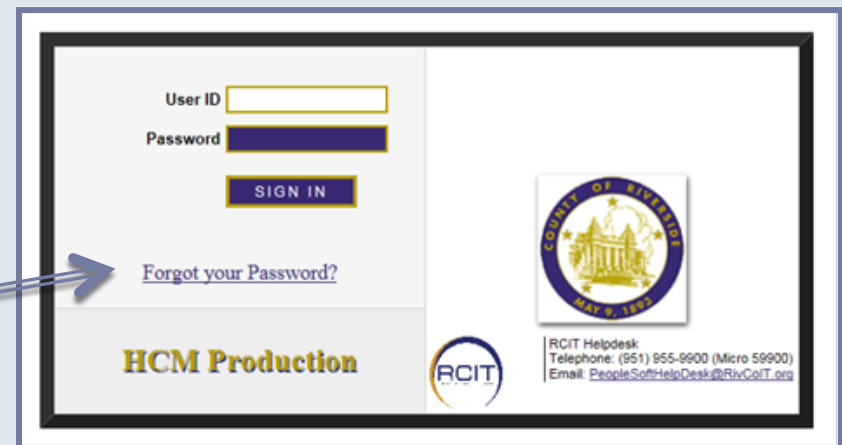 User ID
Password
SIGN IN
Forgot your Password?
HCM Production
COUNTY OF RIVERSIDE
MAY 9, 1893
RCIT
RCIT Helpdesk
Telephone: (951) 955-9900 (Micro 59900)
Email: PeopleSoftHelpDesk@RivCoIT.org